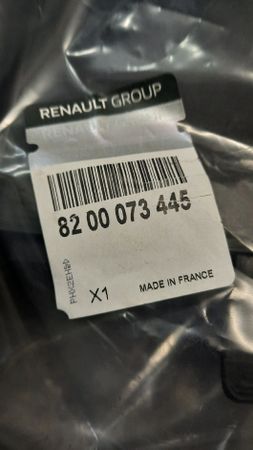 RENAULT GROUP
82 00 073 445
X1
MADE IN FRANCE